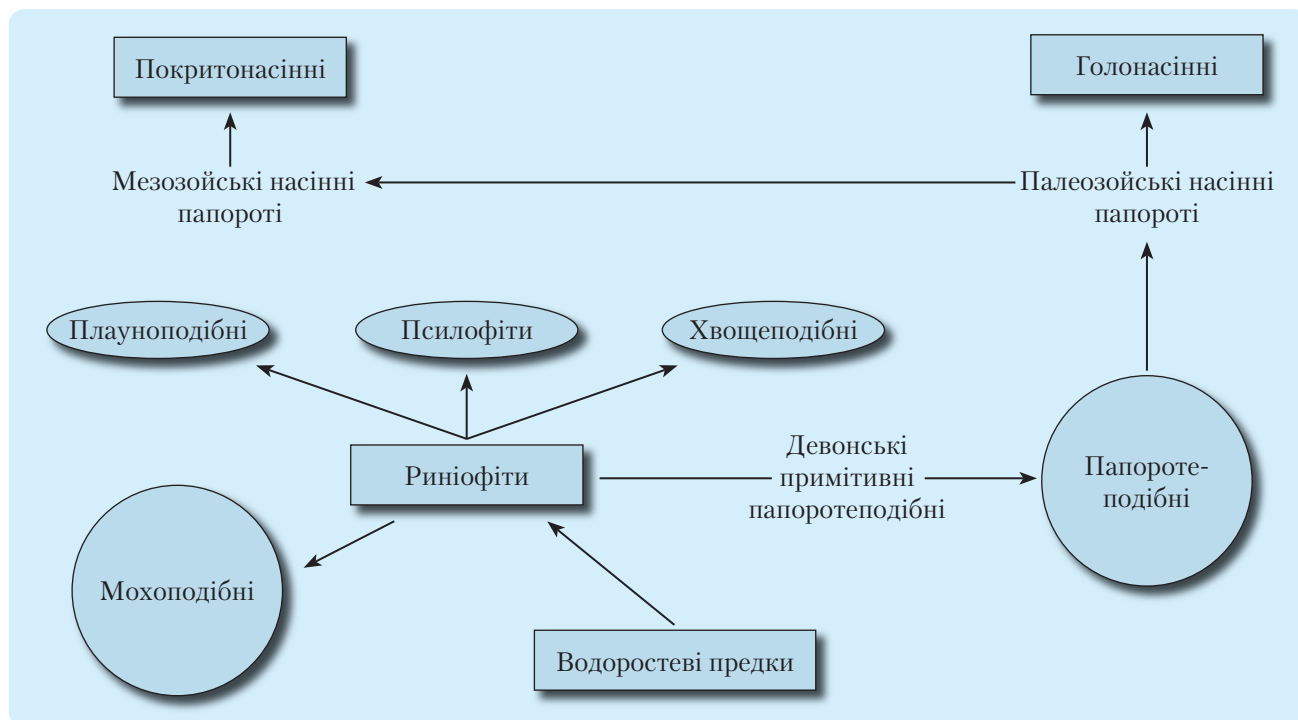 Покритонасінні
Голонасінні
Мезозойські насінні
папороті
Палеозойські насінні
папороті
Плауноподібні
Псилофіти
Хвощеподібні
Риніофіти
Девонські
примітивні
папоротеподібні
Папороте-
подібні
Мохоподібні
Водоростеві предки